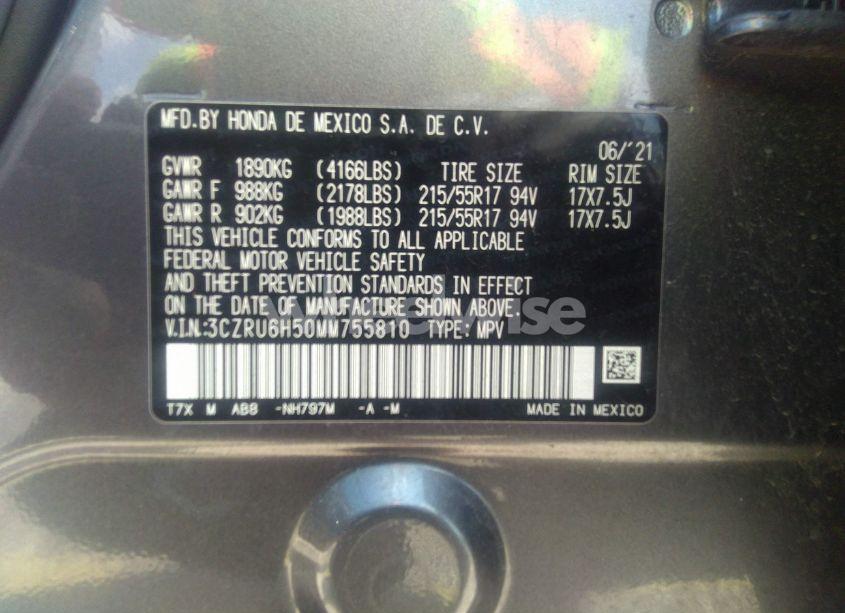 MFD.BY HONDA DE MEXICO S.A. DE C.V.
06/'21
GVWR 1890KG (4166LBS) TIRE SIZE RIM SIZE
GAWR F 988KG (2178LBS) 215/55R17 94V 17X7.5J
GAWR R 902KG (1988LBS) 215/55R17 94V 17X7.5J
THIS VEHICLE CONFORMS TO ALL APPLICABLE
FEDERAL MOTOR VEHICLE SAFETY
AND THEFT PREVENTION STANDARDS IN EFFECT
ON THE DATE OF MANUFACTURE SHOWN ABOVE.
V.I.N.:3CZRU6H50MM755810 TYPE: MPV
T7X M ABB -NH797M -A -M MADE IN MEXICO